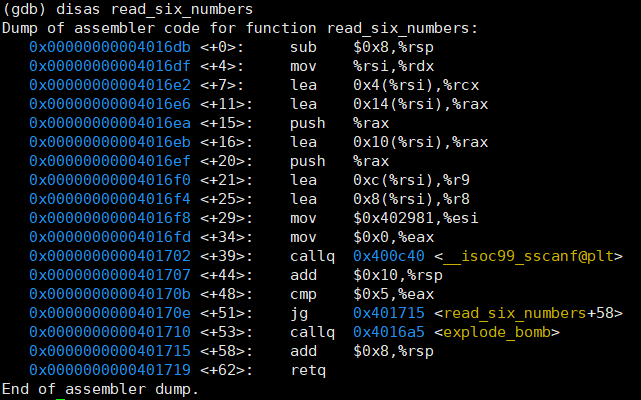 (gdb) disas read_six_numbers
Dump of assembler code for function read_six_numbers:
   0x00000000004016db <+0>:     sub    $0x8,%rsp
   0x00000000004016df <+4>:     mov    %rsi,%rdx
   0x00000000004016e2 <+7>:     lea    0x4(%rsi),%rcx
   0x00000000004016e6 <+11>:    lea    0x14(%rsi),%rax
   0x00000000004016ea <+15>:    push   %rax
   0x00000000004016eb <+16>:    lea    0x10(%rsi),%rax
   0x00000000004016ef <+20>:    push   %rax
   0x00000000004016f0 <+21>:    lea    0xc(%rsi),%r9
   0x00000000004016f4 <+25>:    lea    0x8(%rsi),%r8
   0x00000000004016f8 <+29>:    mov    $0x402981,%esi
   0x00000000004016fd <+34>:    mov    $0x0,%eax
   0x0000000000401702 <+39>:    callq  0x400c40 <__isoc99_sscanf@plt>
   0x0000000000401707 <+44>:    add    $0x10,%rsp
   0x000000000040170b <+48>:    cmp    $0x5,%eax
   0x000000000040170e <+51>:    jg     0x401715 <read_six_numbers+58>
   0x0000000000401710 <+53>:    callq  0x4016a5 <explode_bomb>
   0x0000000000401715 <+58>:    add    $0x8,%rsp
   0x0000000000401719 <+62>:    retq
End of assembler dump.